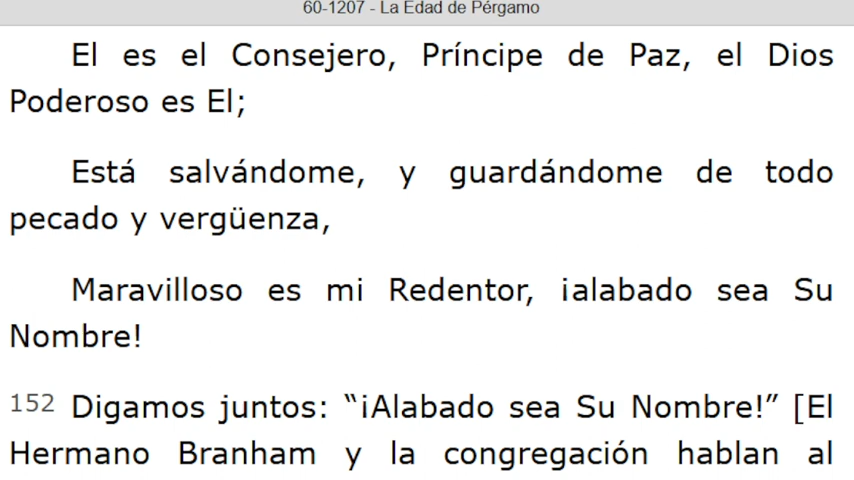 60-1207 - La Edad de Pérgamo
El es el Consejero, Príncipe de Paz, el Dios
Poderoso es El;
Está salvándome, y guardándome de todo
pecado y vergüenza,
Maravilloso es mi Redentor, ¡alabado sea Su
Nombre!
152 Digamos juntos: “¡Alabado sea Su Nombre!” [El
Hermano Branham y la congregación hablan al